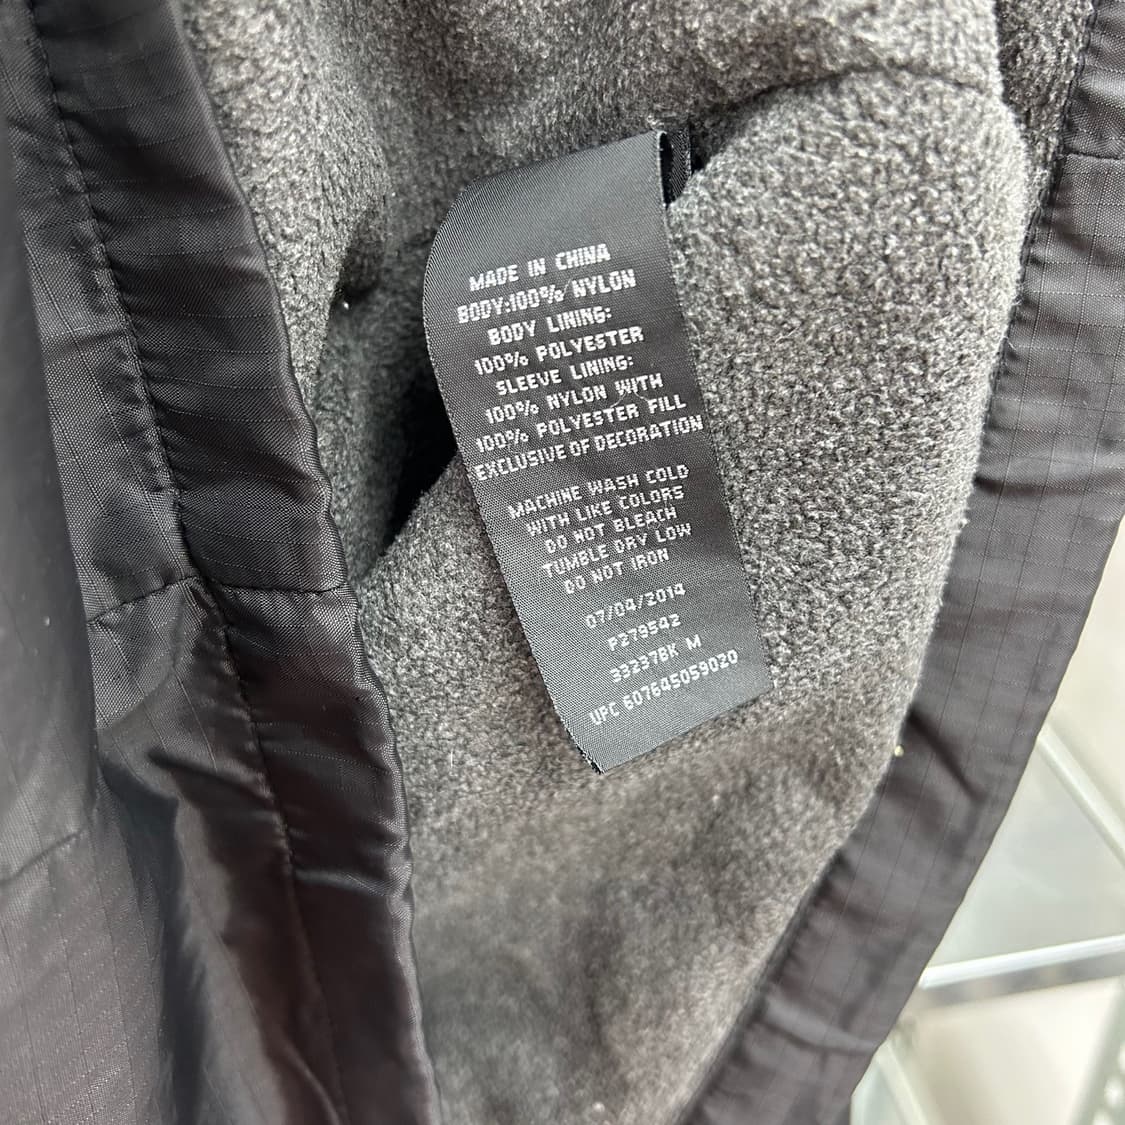 MADE IN CHINA
BODY:100% NYLON
BODY LINING:
100% POLYESTER
SLEEVE LINING:
100% NYLON WITH
100% POLYESTER FILL
EXCLUSIVE OF DECORATION
MACHINE WASH COLD
WITH LIKE COLORS
DO NOT BLEACH
TUMBLE DRY LOW
DO NOT IRON
07/04/2014
P279542
33237BK M
UPC 607645059020